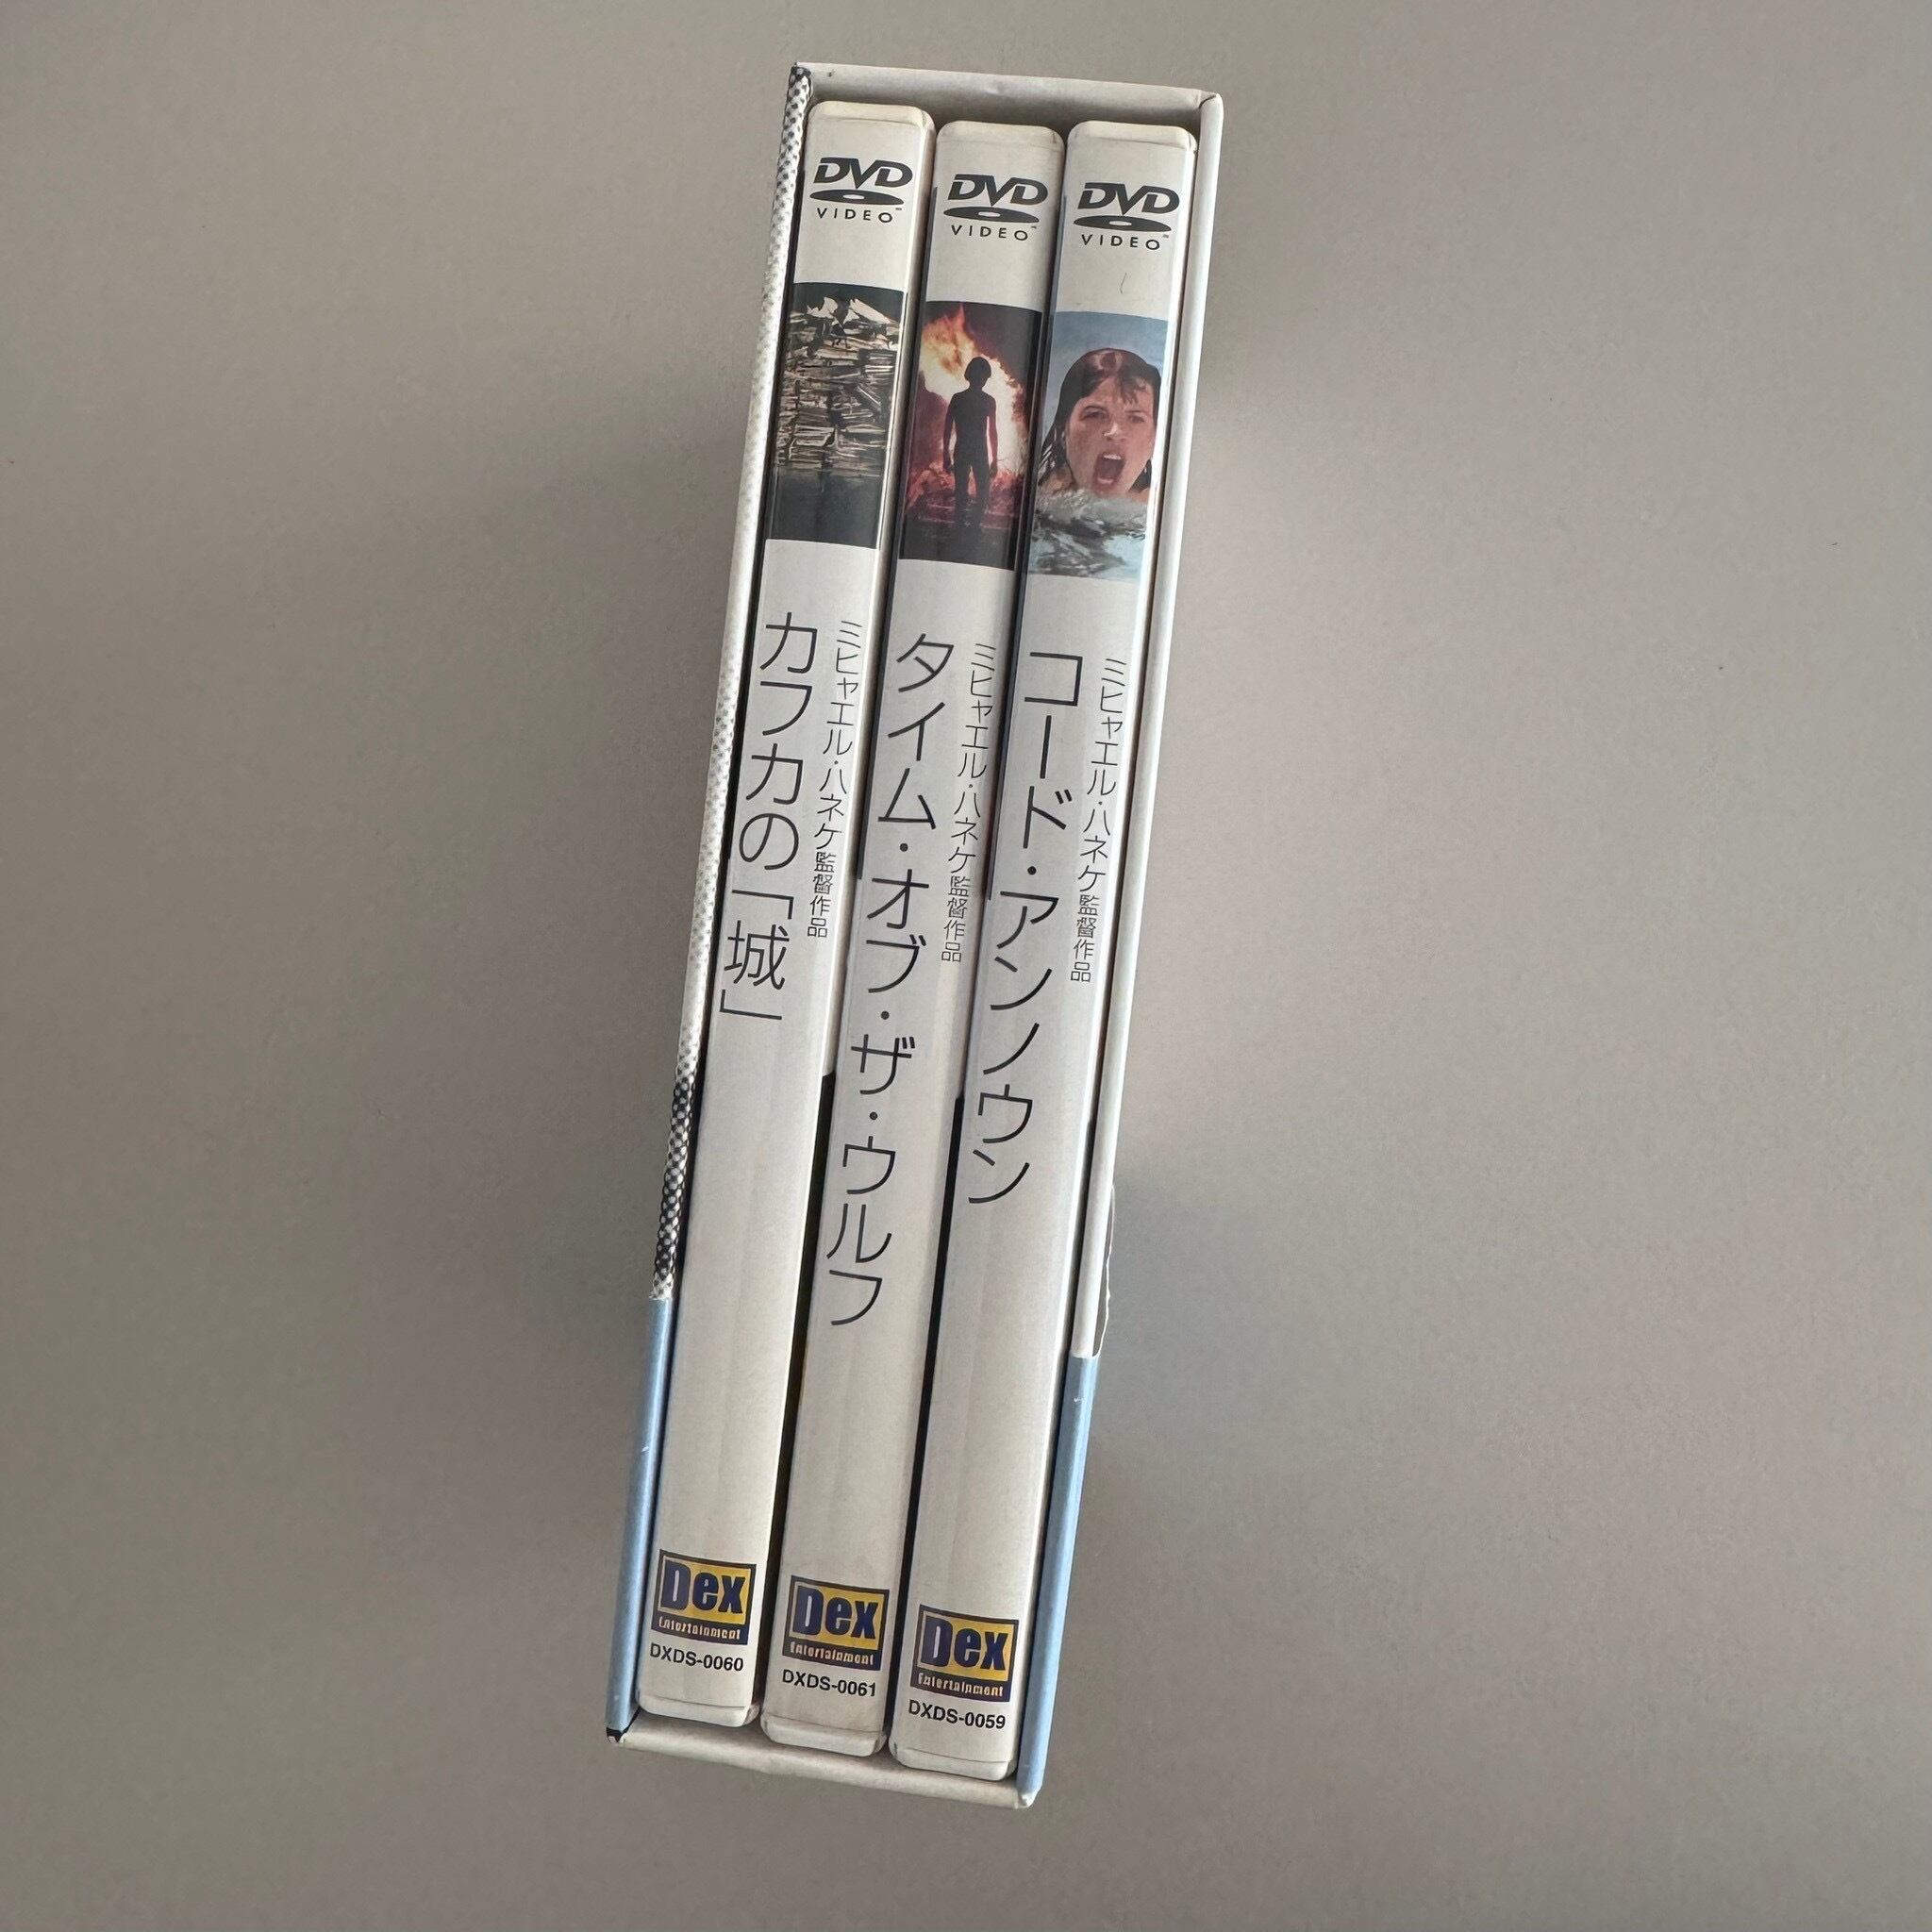 DVD
VIDEO
ミヒャエル・ハネケ監督作品
カフカの「城」
Dex
Entertainment
DXDS-0060
DVD
VIDEO
ミヒャエル・ハネケ監督作品
タイム・オブ・ザ・ウルフ
Dex
Entertainment
DXDS-0061
DVD
VIDEO
ミヒャエル・ハネケ監督作品
コード・アンノウン
Dex
Entertainment
DXDS-0059